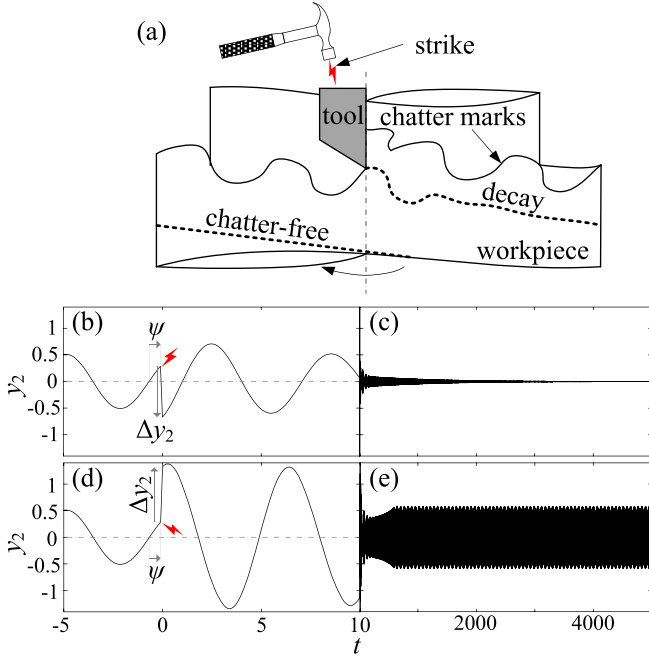 (a)
strike
tool
chatter marks
decay
chatter-free
workpiece
(b)
(c)
ψ
1
0.5
0
-0.5
-1
y₂
Δy₂
(d)
(e)
Δy₂
1
0.5
0
-0.5
-1
y₂
ψ
-5 0 5 10 2000 4000
t